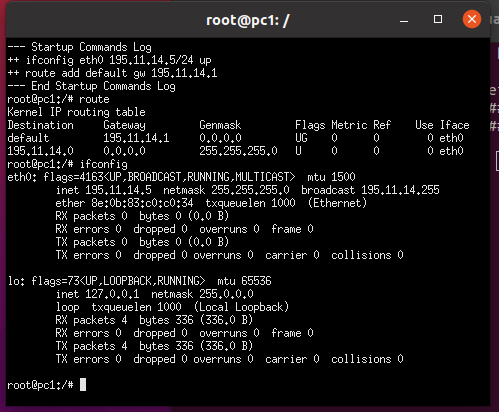 root@pc1: /
--- Startup Commands Log
++ ifconfig eth0 195.11.14.5/24 up
++ route add default gw 195.11.14.1
--- End Startup Commands Log
root@pc1:/# route
Kernel IP routing table
Destination     Gateway         Genmask         Flags Metric Ref    Use Iface
default         195.11.14.1     0.0.0.0         UG    0      0        0 eth0
195.11.14.0     0.0.0.0         255.255.255.0   U     0      0        0 eth0
root@pc1:/# ifconfig
eth0: flags=4163<UP,BROADCAST,RUNNING,MULTICAST>  mtu 1500
        inet 195.11.14.5  netmask 255.255.255.0  broadcast 195.11.14.255
        ether 8e:0b:83:c0:c0:34  txqueuelen 1000  (Ethernet)
        RX packets 0  bytes 0 (0.0 B)
        RX errors 0  dropped 0  overruns 0  frame 0
        TX packets 0  bytes 0 (0.0 B)
        TX errors 0  dropped 0 overruns 0  carrier 0  collisions 0
lo: flags=73<UP,LOOPBACK,RUNNING>  mtu 65536
        inet 127.0.0.1  netmask 255.0.0.0
        loop  txqueuelen 1000  (Local Loopback)
        RX packets 4  bytes 336 (336.0 B)
        RX errors 0  dropped 0  overruns 0  frame 0
        TX packets 4  bytes 336 (336.0 B)
        TX errors 0  dropped 0 overruns 0  carrier 0  collisions 0
root@pc1:/#